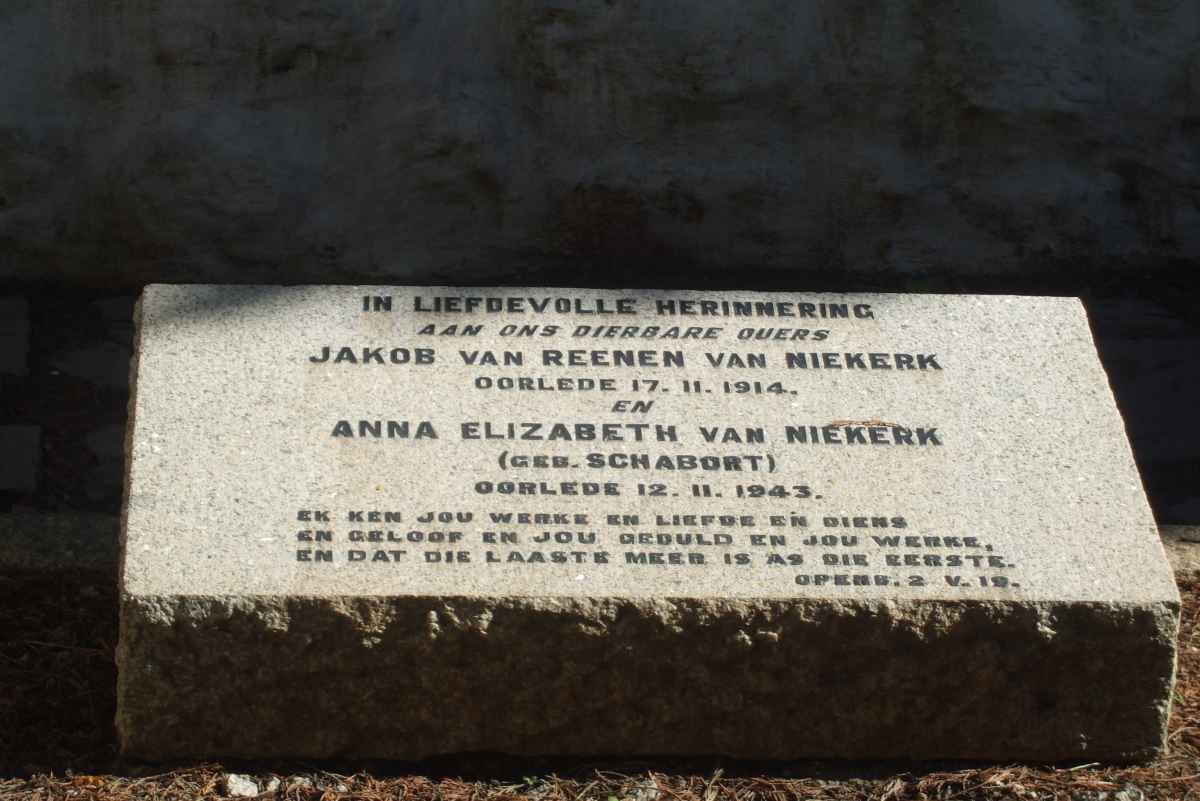 IN LIEFDEVOLLE HERINNERING
AAN ONS DIERBARE OUERS
JAKOB VAN REENEN VAN NIEKERK
OORLEDE 17.11.1914.
EN
ANNA ELIZABETH VAN NIEKERK
(GEB. SCHABORT)
OORLEDE 12.11.1943.
EK KEN JOU WERKE EN LIEFDE EN DIENS
EN GELOOF EN JOU GEDULD EN JOU WERKE,
EN DAT DIE LAASTE MEER IS AS DIE EERSTE.
OPENB. 2 V. 19.